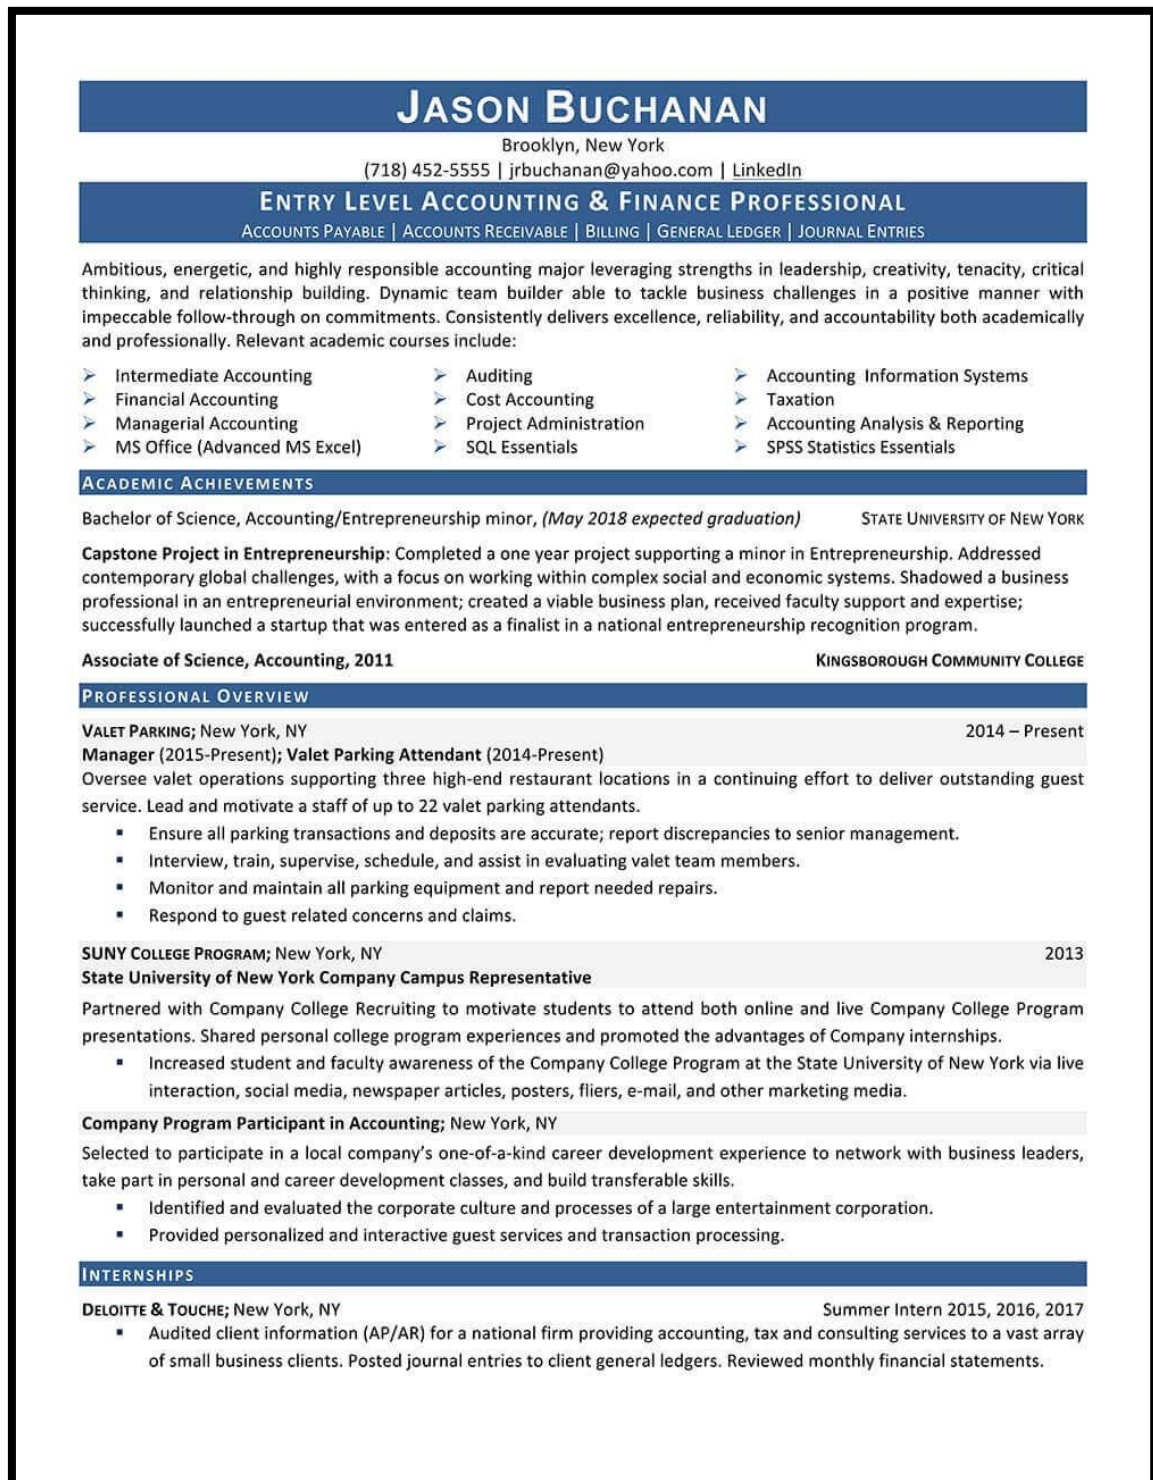 JASON BUCHANAN
Brooklyn, New York
(718) 452-5555 | jrbuchanan@yahoo.com | LinkedIn
ENTRY LEVEL ACCOUNTING & FINANCE PROFESSIONAL
ACCOUNTS PAYABLE | ACCOUNTS RECEIVABLE | BILLING | GENERAL LEDGER | JOURNAL ENTRIES
Ambitious, energetic, and highly responsible accounting major leveraging strengths in leadership, creativity, tenacity, critical
thinking, and relationship building. Dynamic team builder able to tackle business challenges in a positive manner with
impeccable follow-through on commitments. Consistently delivers excellence, reliability, and accountability both academically
and professionally. Relevant academic courses include:
➢ Intermediate Accounting ➢ Auditing ➢ Accounting Information Systems
➢ Financial Accounting ➢ Cost Accounting ➢ Taxation
➢ Managerial Accounting ➢ Project Administration ➢ Accounting Analysis & Reporting
➢ MS Office (Advanced MS Excel) ➢ SQL Essentials ➢ SPSS Statistics Essentials
ACADEMIC ACHIEVEMENTS
Bachelor of Science, Accounting/Entrepreneurship minor, (May 2018 expected graduation) STATE UNIVERSITY OF NEW YORK
Capstone Project in Entrepreneurship: Completed a one year project supporting a minor in Entrepreneurship. Addressed
contemporary global challenges, with a focus on working within complex social and economic systems. Shadowed a business
professional in an entrepreneurial environment; created a viable business plan, received faculty support and expertise;
successfully launched a startup that was entered as a finalist in a national entrepreneurship recognition program.
Associate of Science, Accounting, 2011 KINGSBOROUGH COMMUNITY COLLEGE
PROFESSIONAL OVERVIEW
VALET PARKING; New York, NY 2014 – Present
Manager (2015-Present); Valet Parking Attendant (2014-Present)
Oversee valet operations supporting three high-end restaurant locations in a continuing effort to deliver outstanding guest
service. Lead and motivate a staff of up to 22 valet parking attendants.
▪ Ensure all parking transactions and deposits are accurate; report discrepancies to senior management.
▪ Interview, train, supervise, schedule, and assist in evaluating valet team members.
▪ Monitor and maintain all parking equipment and report needed repairs.
▪ Respond to guest related concerns and claims.
SUNY COLLEGE PROGRAM; New York, NY 2013
State University of New York Company Campus Representative
Partnered with Company College Recruiting to motivate students to attend both online and live Company College Program
presentations. Shared personal college program experiences and promoted the advantages of Company internships.
▪ Increased student and faculty awareness of the Company College Program at the State University of New York via live
interaction, social media, newspaper articles, posters, fliers, e-mail, and other marketing media.
Company Program Participant in Accounting; New York, NY
Selected to participate in a local company's one-of-a-kind career development experience to network with business leaders,
take part in personal and career development classes, and build transferable skills.
▪ Identified and evaluated the corporate culture and processes of a large entertainment corporation.
▪ Provided personalized and interactive guest services and transaction processing.
INTERNSHIPS
DELOITTE & TOUCHE; New York, NY Summer Intern 2015, 2016, 2017
▪ Audited client information (AP/AR) for a national firm providing accounting, tax and consulting services to a vast array
of small business clients. Posted journal entries to client general ledgers. Reviewed monthly financial statements.